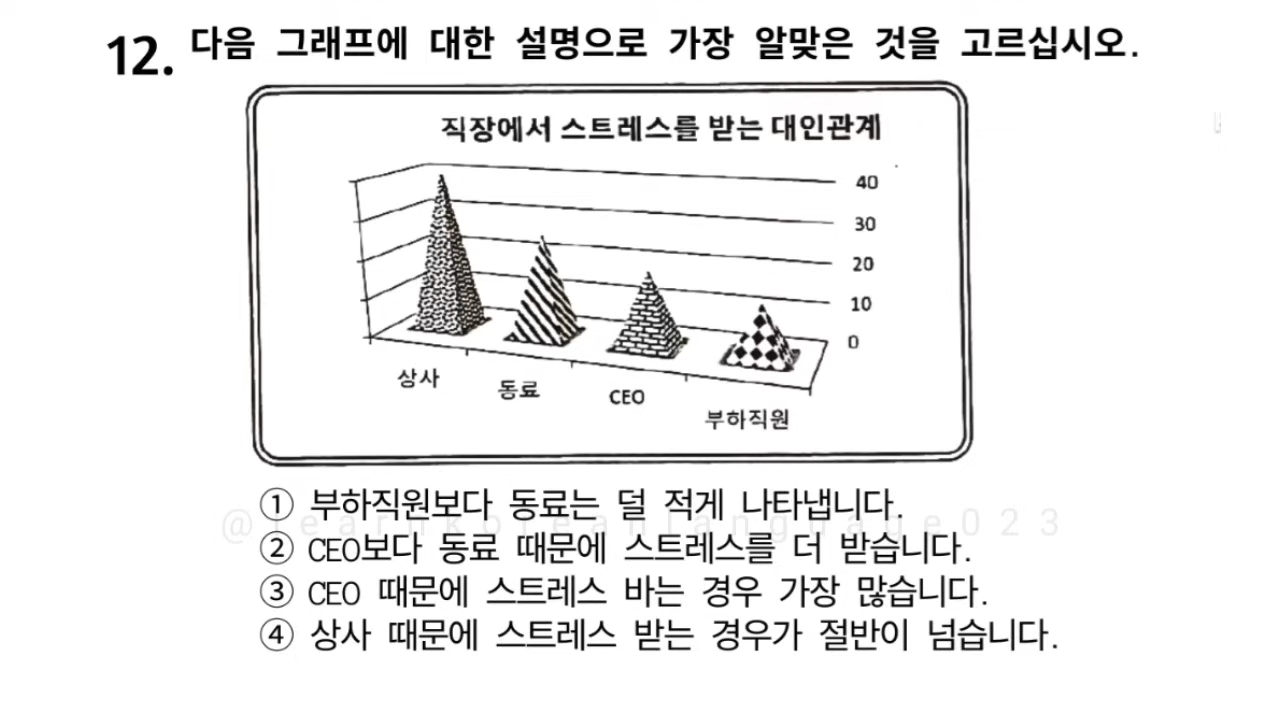 12. 다음 그래프에 대한 설명으로 가장 알맞은 것을 고르십시오.
직장에서 스트레스를 받는 대인관계
40
30
20
10
0
상사
동료
CEO
부하직원
① 부하직원보다 동료는 덜 적게 나타냅니다.
@learnkoreanlanguage023
② CEO보다 동료 때문에 스트레스를 더 받습니다.
③ CEO 때문에 스트레스 바는 경우 가장 많습니다.
④ 상사 때문에 스트레스 받는 경우가 절반이 넘습니다.